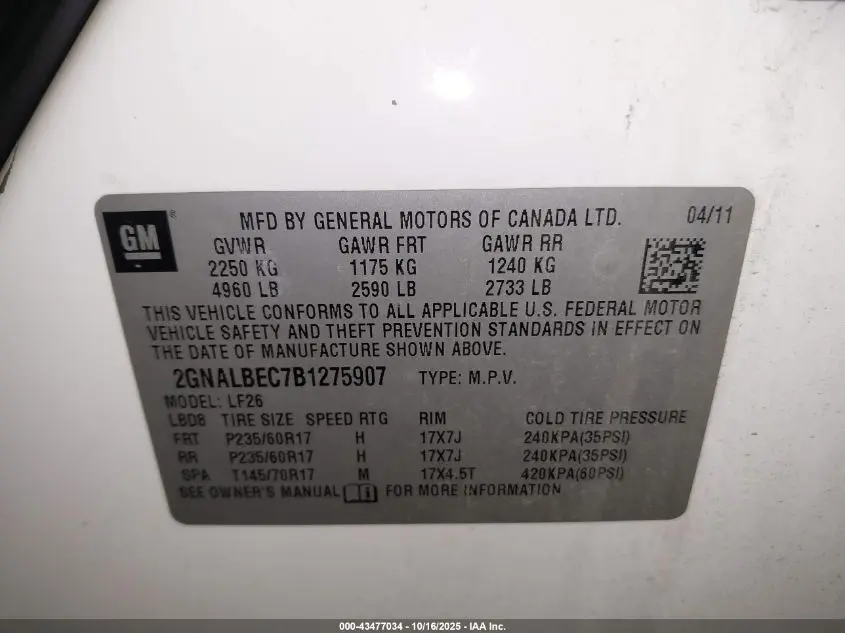 GM ® MFD BY GENERAL MOTORS OF CANADA LTD. 04/11
GVWR GAWR FRT GAWR RR
2250 KG 1175 KG 1240 KG
4960 LB 2590 LB 2733 LB
THIS VEHICLE CONFORMS TO ALL APPLICABLE U.S. FEDERAL MOTOR
VEHICLE SAFETY AND THEFT PREVENTION STANDARDS IN EFFECT ON
THE DATE OF MANUFACTURE SHOWN ABOVE.
2GNALBEC7B1275907 TYPE: M.P.V.
MODEL: LF26
LBD8 TIRE SIZE SPEED RTG RIM COLD TIRE PRESSURE
FRT P235/60R17 H 17X7J 240KPA(35PSI)
RR P235/60R17 H 17X7J 240KPA(35PSI)
SPA T145/70R17 M 17X4.5T 420KPA(60PSI)
SEE OWNER'S MANUAL FOR MORE INFORMATION
000-43477034 - 10/16/2025 - IAA Inc.